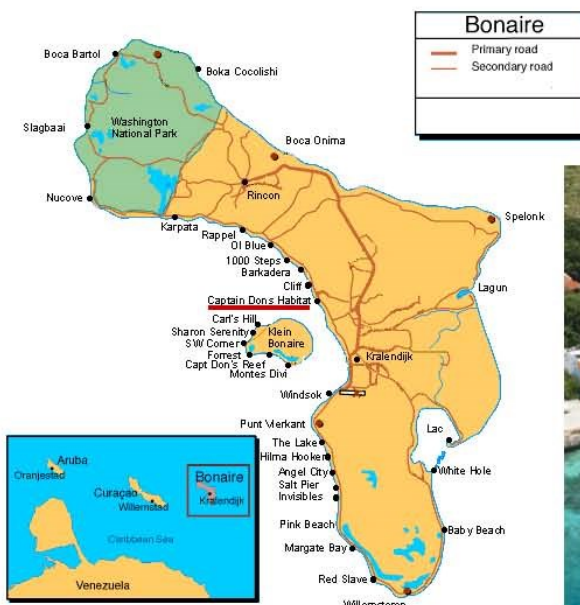 Bonaire
Primary road
Secondary road
Boca Bartol
Boka Cocolishi
Washington
National Park
Slagbaai
Boca Onima
Nucove
Rincon
Karpata
Spelonk
Rappel
Ol Blue
1000 Steps
Barkadera
Cliff
Lagun
Captain Dons Habitat
Carl's Hill
Sharon Serenity
Klein
Bonaire
SW Corner
Forrest
Capt Don's Reef
Montes Divi
Kralendijk
Windsok
Punt Vierkant
Lac
The Lake
Hilma Hooker
White Hole
Angel City
Salt Pier
Invisibles
Pink Beach
Baby Beach
Margate Bay
Red Slave
Aruba
Oranjestad
Bonaire
Curaçao
Kralendijk
Willemstad
Caribbean Sea
Venezuela